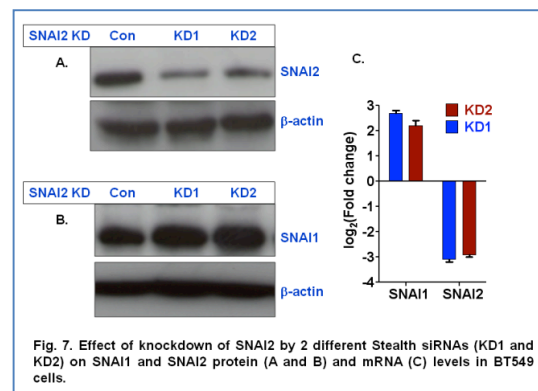 SNAI2 KD Con KD1 KD2
A.
SNAI2
β-actin
SNAI2 KD Con KD1 KD2
B.
SNAI1
β-actin
C.
KD2
KD1
log2(Fold change)
3
2
1
0
-1
-2
-3
-4
SNAI1 SNAI2
Fig. 7. Effect of knockdown of SNAI2 by 2 different Stealth siRNAs (KD1 and
KD2) on SNAI1 and SNAI2 protein (A and B) and mRNA (C) levels in BT549
cells.